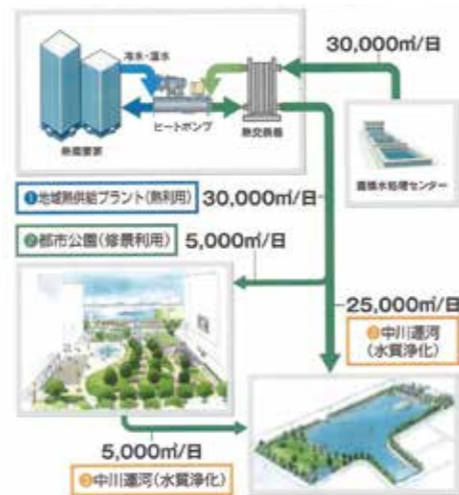 冷水・温水
30,000㎥/日
ヒートポンプ
熱交換器
熱需要家
露橋水処理センター
❶地域熱供給プラント(熱利用)
30,000㎥/日
❷都市公園(修景利用)
5,000㎥/日
25,000㎥/日
❸中川運河
(水質浄化)
5,000㎥/日
❸中川運河(水質浄化)